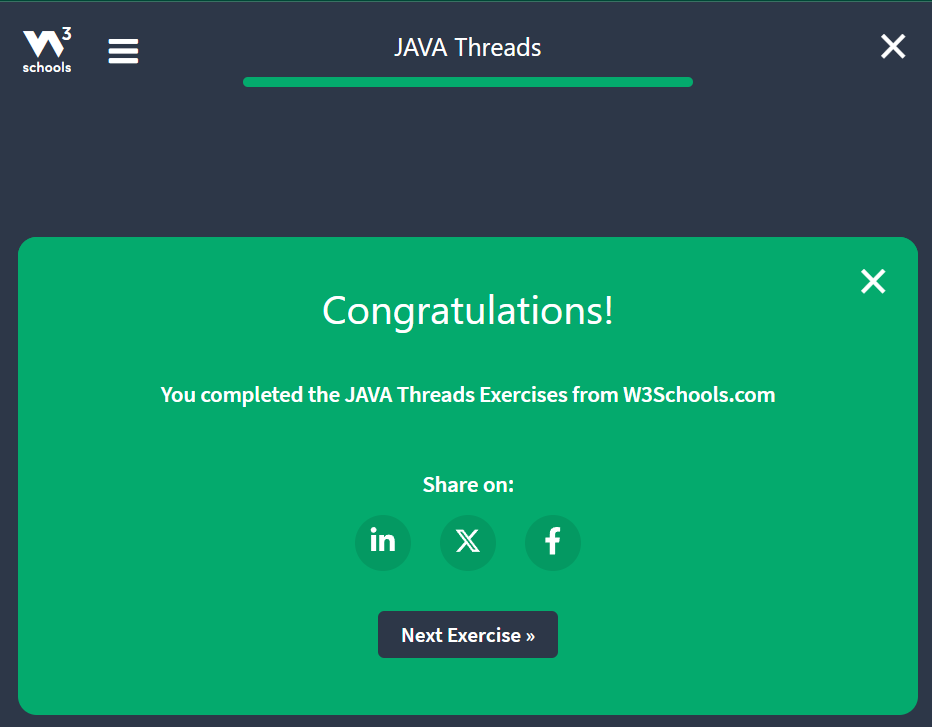 W3
schools
JAVA Threads
Congratulations!
You completed the JAVA Threads Exercises from W3Schools.com
Share on:
in X f
Next Exercise »